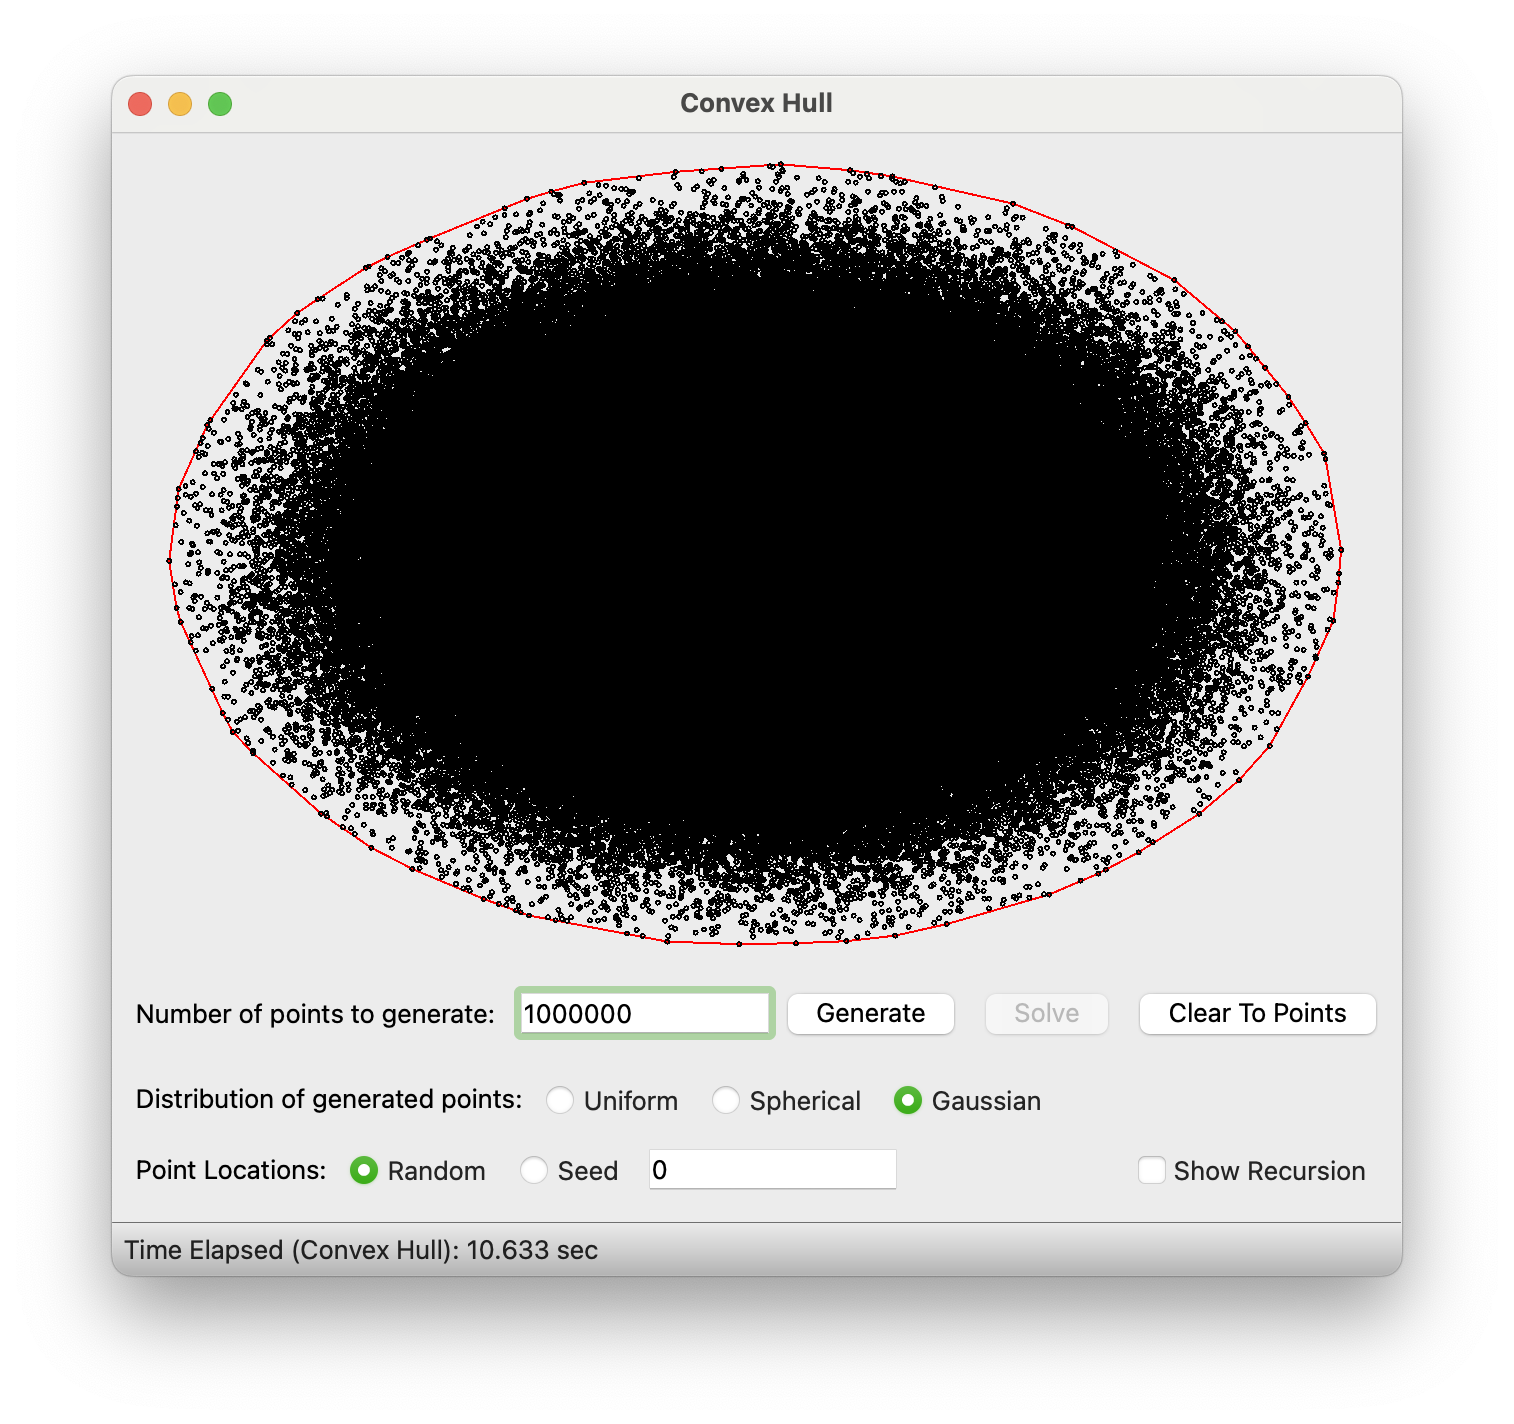 Convex Hull
Number of points to generate: 1000000 Generate Solve Clear To Points
Distribution of generated points: Uniform Spherical Gaussian
Point Locations: Random Seed 0 Show Recursion
Time Elapsed (Convex Hull): 10.633 sec